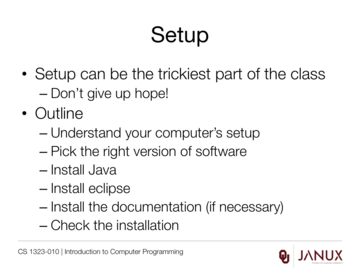 Setup
• Setup can be the trickiest part of the class
– Don't give up hope!
• Outline
– Understand your computer's setup
– Pick the right version of software
– Install Java
– Install eclipse
– Install the documentation (if necessary)
– Check the installation
CS 1323-010 | Introduction to Computer Programming
JANUX